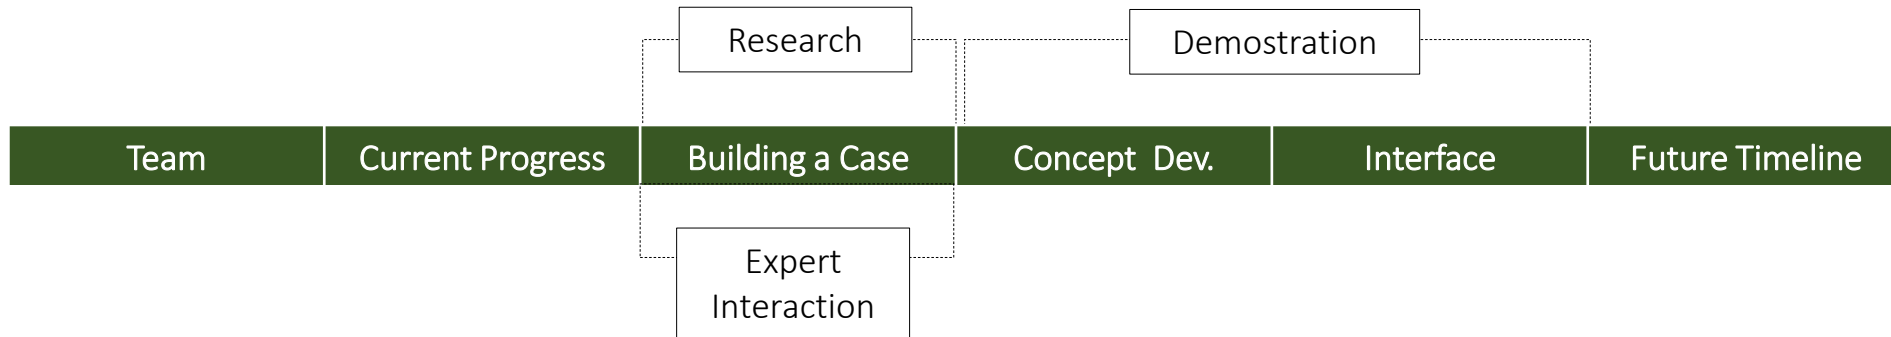 Research
Demostration
Team
Current Progress
Building a Case
Concept Dev.
Interface
Future Timeline
Expert
Interaction